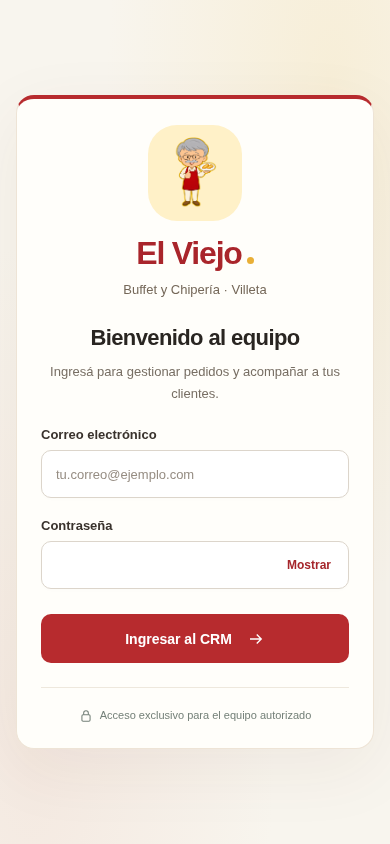 El Viejo
Buffet y Chipería · Villeta
Bienvenido al equipo
Ingresá para gestionar pedidos y acompañar a tus
clientes.
Correo electrónico
tu.correo@ejemplo.com
Contraseña
Mostrar
Ingresar al CRM →
Acceso exclusivo para el equipo autorizado